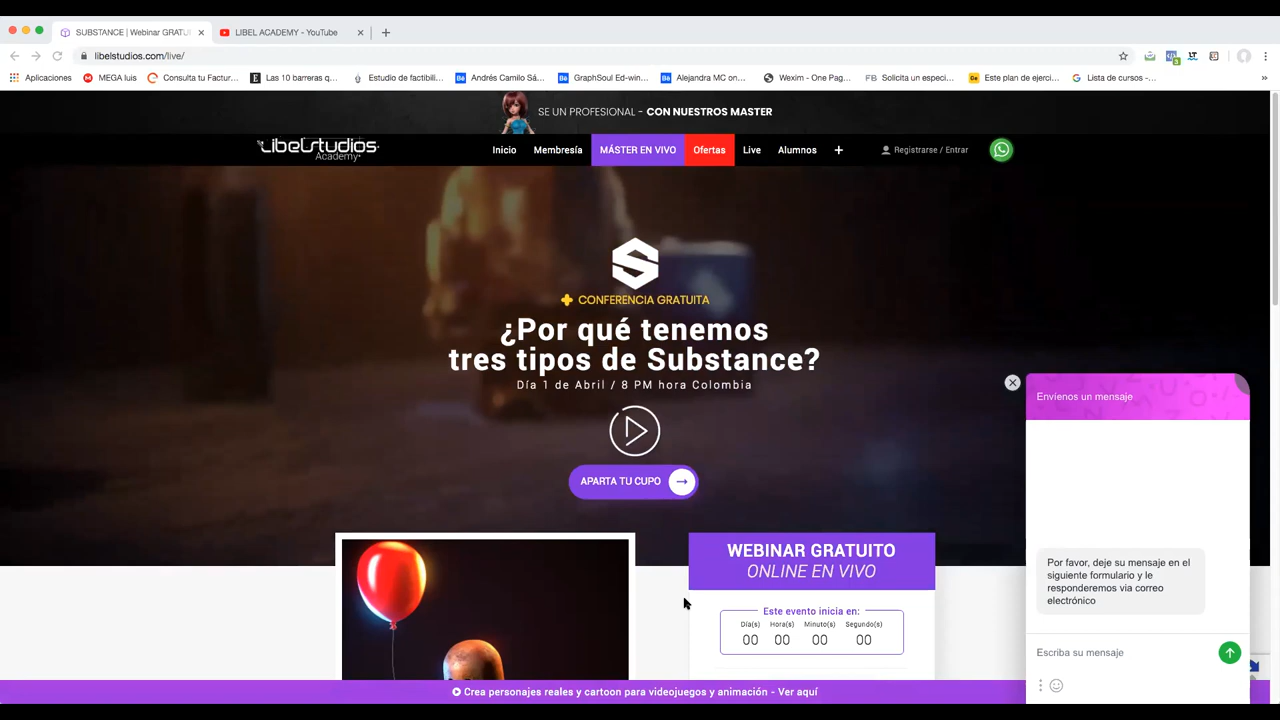 SUBSTANCE | Webinar GRATU
LIBEL ACADEMY - YouTube
libelstudios.com/live/
Aplicaciones
MEGA luis
Consulta tu Factur...
Las 10 barreras q...
Estudio de factibili...
Andrés Camilo Sá...
GrapthSoul Ed-win...
Alejandra MC on...
Wexim - One Pag...
FB Solicita un especi...
Este plan de ejerci...
Lista de cursos -...
SE UN PROFESIONAL - CON NUESTROS MASTER
Libelstudios
Academy
Inicio
Membresía
MÁSTER EN VIVO
Ofertas
Live
Alumnos
Registrarse / Entrar
CONFERENCIA GRATUITA
¿Por qué tenemos
tres tipos de Substance?
Día 1 de Abril / 8 PM hora Colombia
APARTA TU CUPO
WEBINAR GRATUITO
ONLINE EN VIVO
Este evento inicia en:
Día(s) Hora(s) Minuto(s) Segundo(s)
00 00 00 00
Envíenos un mensaje
Por favor, deje su mensaje en el
siguiente formulario y le
responderemos via correo
electrónico
Escriba su mensaje
Crea personajes reales y cartoon para videojuegos y animación - Ver aquí